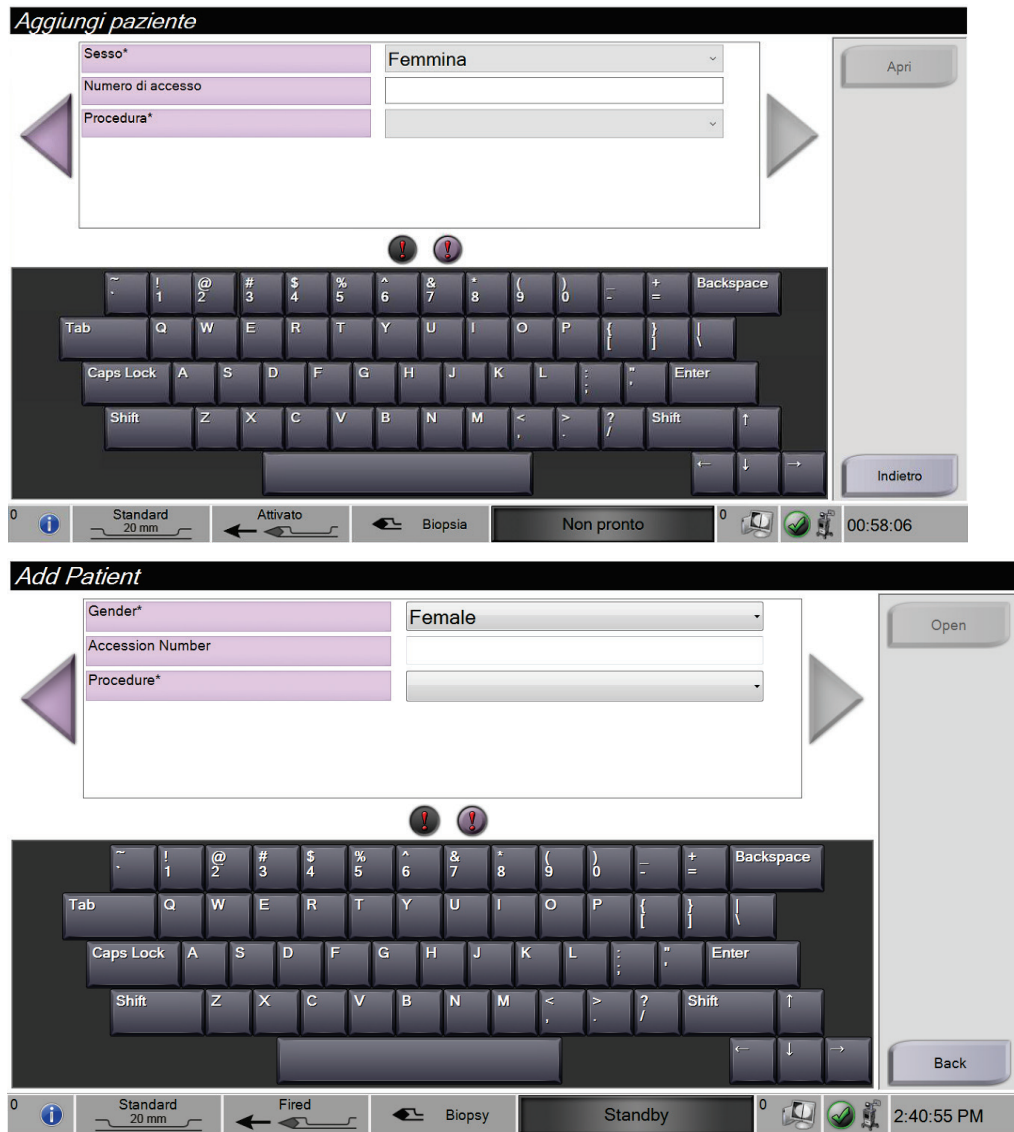 Aggiungi paziente
Sesso*
Femmina
Apri
Numero di accesso
Procedura*
~ ! @ # $ % ^ & * ( ) _ + Backspace
` 1 2 3 4 5 6 7 8 9 0 - =
Tab Q W E R T Y U I O P { } |
[ ] \
Caps Lock A S D F G H J K L : " Enter
; '
Shift Z X C V B N M < > ? Shift ↑
, . /
← ↓ →
Indietro
0 Standard Attivato Biopsia Non pronto 0 00:58:06
20 mm
Add Patient
Gender*
Female
Open
Accession Number
Procedure*
~ ! @ # $ % ^ & * ( ) _ + Backspace
` 1 2 3 4 5 6 7 8 9 0 - =
Tab Q W E R T Y U I O P { } |
[ ] \
Caps Lock A S D F G H J K L : " Enter
; '
Shift Z X C V B N M < > ? Shift ↑
, . /
← ↓ →
Back
0 Standard Fired Biopsy Standby 0 2:40:55 PM
20 mm